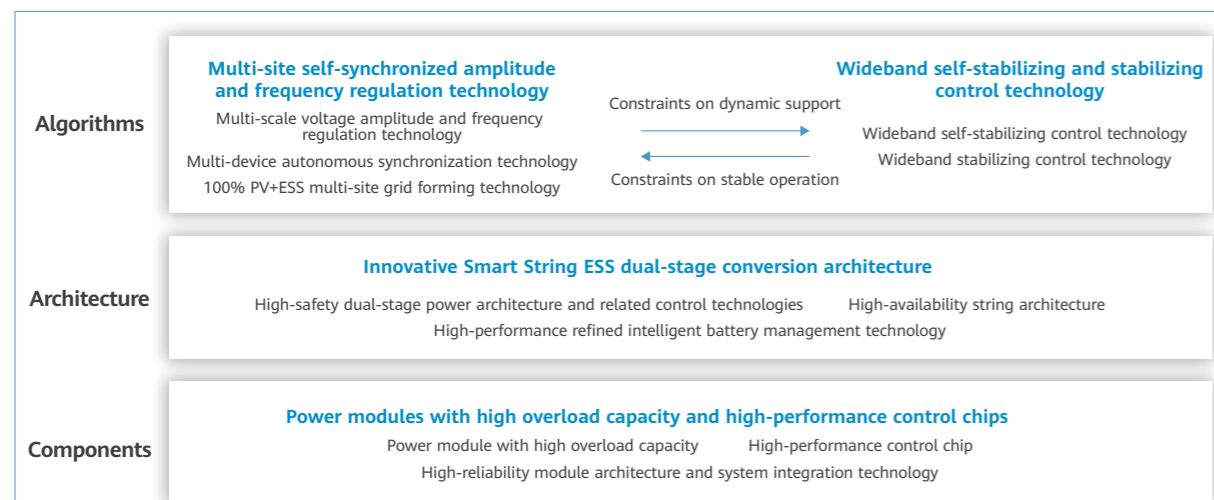 Algorithms
Multi-site self-synchronized amplitude
and frequency regulation technology
Multi-scale voltage amplitude and frequency
regulation technology
Multi-device autonomous synchronization technology
100% PV+ESS multi-site grid forming technology
Constraints on dynamic support
Constraints on stable operation
Wideband self-stabilizing and stabilizing
control technology
Wideband self-stabilizing control technology
Wideband stabilizing control technology
Architecture
Innovative Smart String ESS dual-stage conversion architecture
High-safety dual-stage power architecture and related control technologies
High-availability string architecture
High-performance refined intelligent battery management technology
Components
Power modules with high overload capacity and high-performance control chips
Power module with high overload capacity
High-performance control chip
High-reliability module architecture and system integration technology